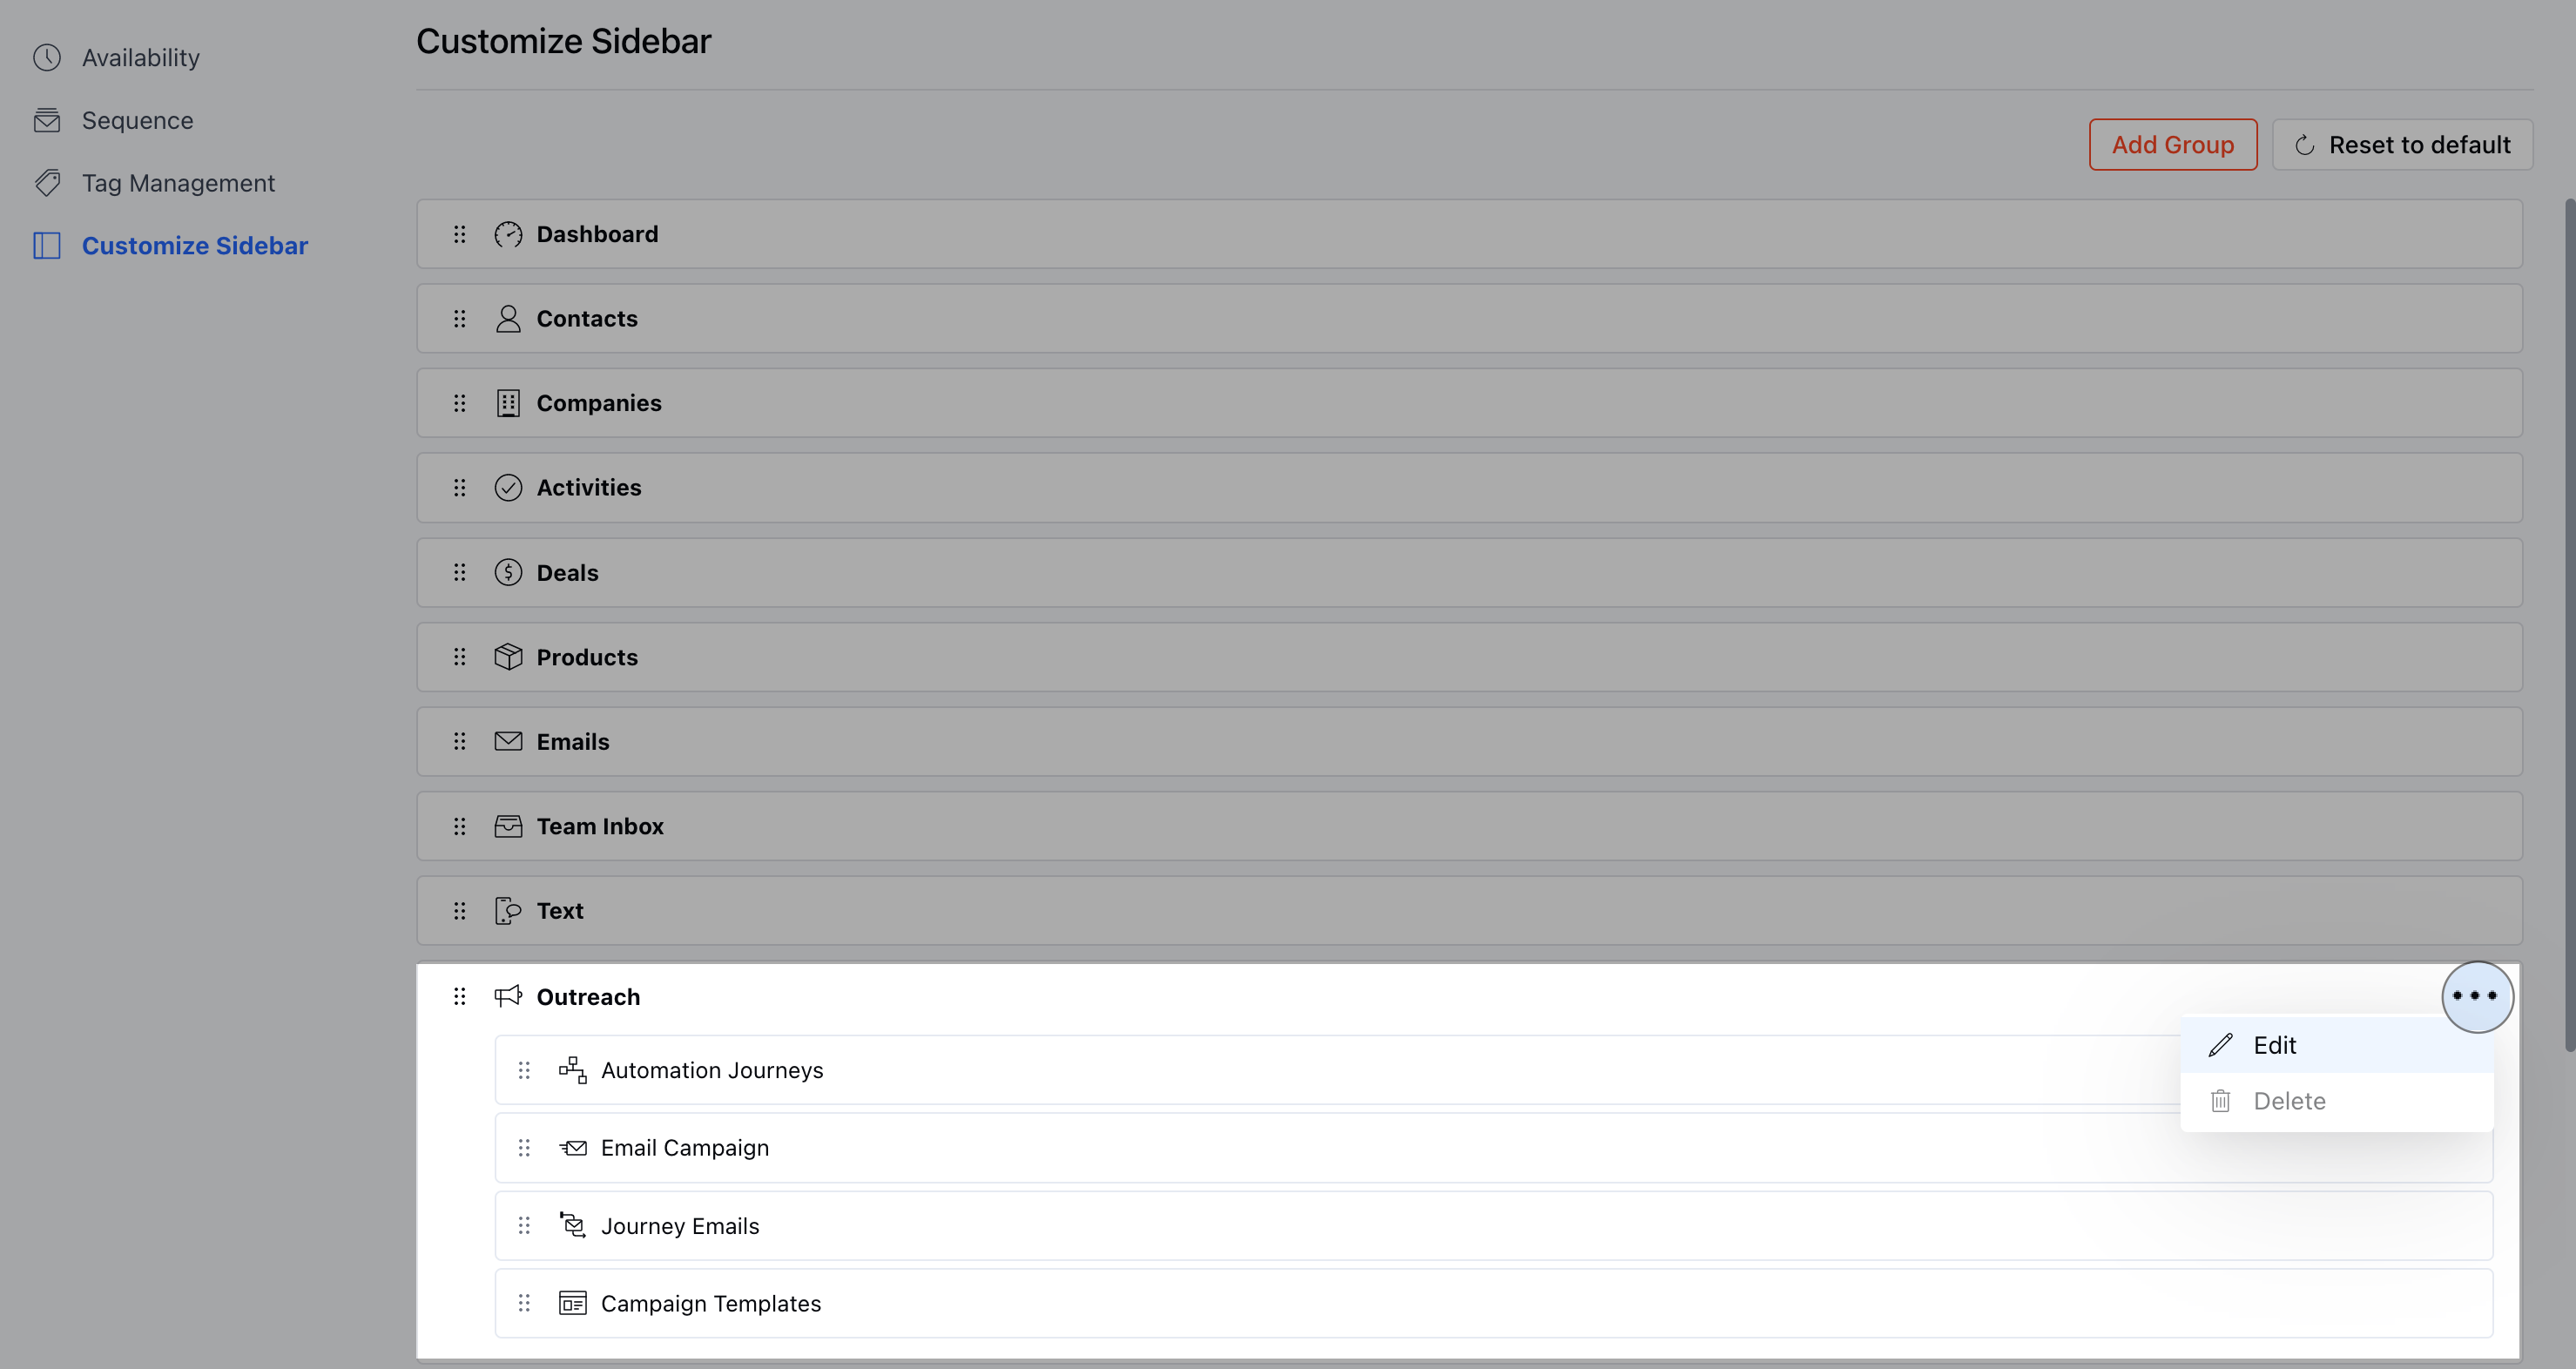 Availability
Sequence
Tag Management
Customize Sidebar
Customize Sidebar
Add Group
Reset to default
Dashboard
Contacts
Companies
Activities
Deals
Products
Emails
Team Inbox
Text
Outreach
Edit
Delete
Automation Journeys
Email Campaign
Journey Emails
Campaign Templates